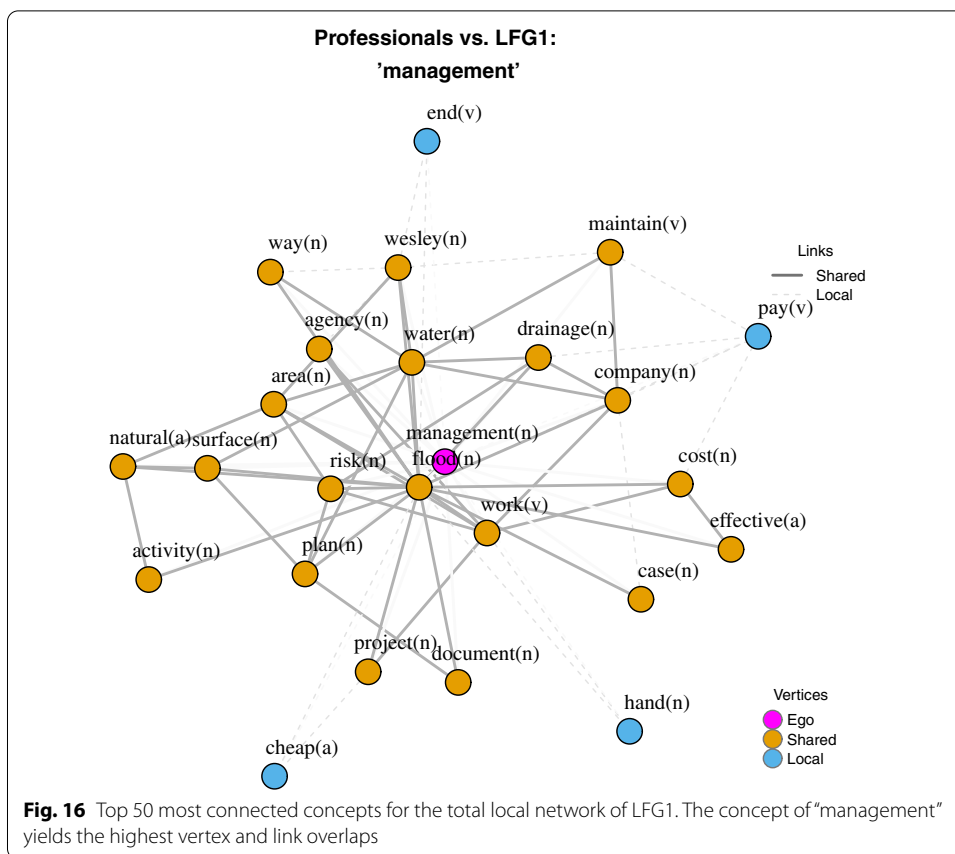 Professionals vs. LFG1:
'management'
end(v)
way(n)
wesley(n)
maintain(v)
Links
Shared
Local
pay(v)
agency(n)
water(n)
drainage(n)
area(n)
company(n)
management(n)
natural(a)
surface(n)
risk(n)
flood(n)
cost(n)
work(v)
effective(a)
activity(n)
plan(n)
case(n)
project(n)
document(n)
hand(n)
Vertices
Ego
Shared
Local
cheap(a)
Fig. 16 Top 50 most connected concepts for the total local network of LFG1. The concept of “management”
yields the highest vertex and link overlaps